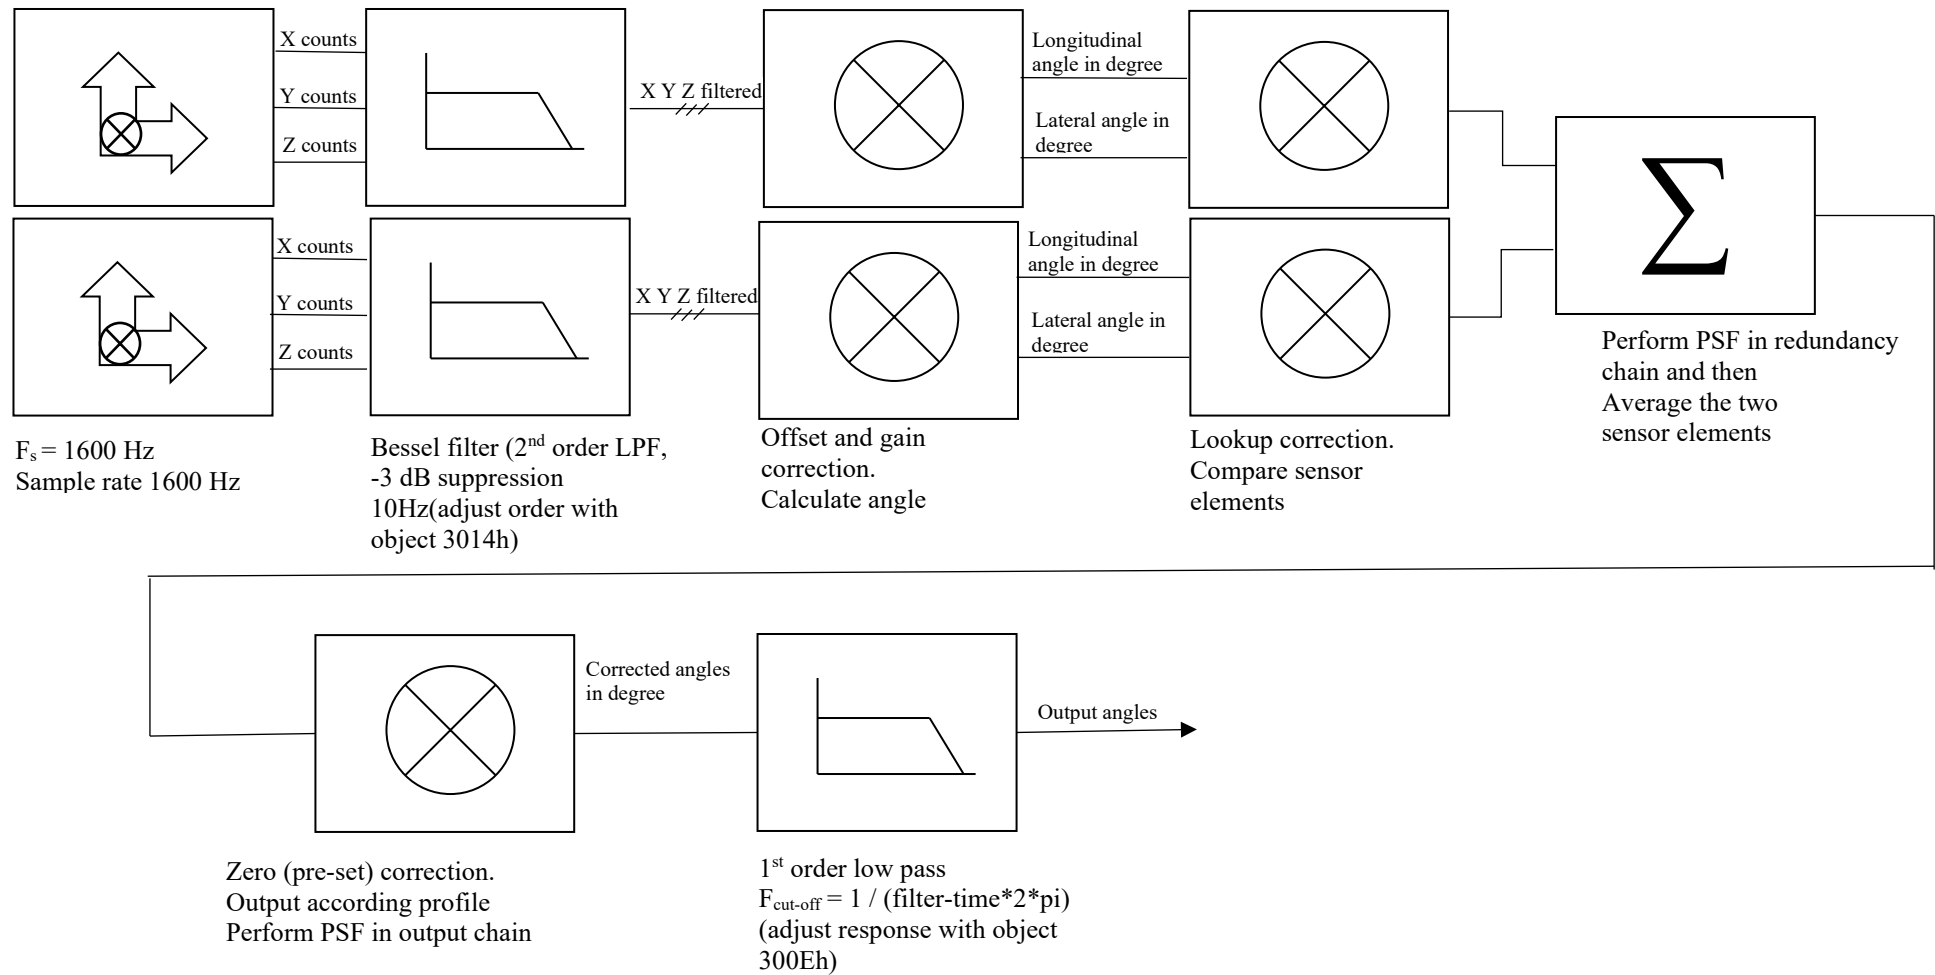 X counts
Y counts
Z counts
X Y Z filtered
Longitudinal
angle in degree
Lateral angle in
degree
X counts
Y counts
Z counts
X Y Z filtered
Longitudinal
angle in degree
Lateral angle in
degree
Σ
Fs = 1600 Hz
Sample rate 1600 Hz
Bessel filter (2nd order LPF,
-3 dB suppression
10Hz(adjust order with
object 3014h)
Offset and gain
correction.
Calculate angle
Lookup correction.
Compare sensor
elements
Perform PSF in redundancy
chain and then
Average the two
sensor elements
Corrected angles
in degree
Output angles
Zero (pre-set) correction.
Output according profile
Perform PSF in output chain
1st order low pass
Fcut-off = 1 / (filter-time*2*pi)
(adjust response with object
300Eh)